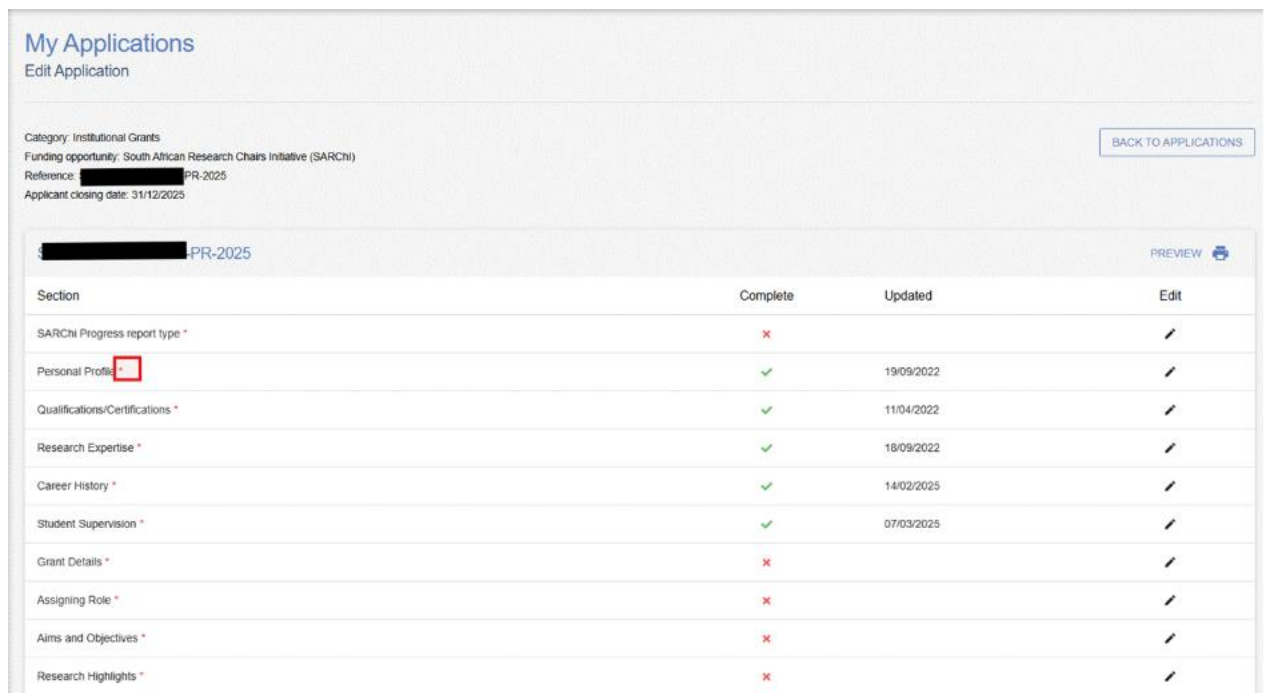 My Applications
Edit Application
Category: Institutional Grants
BACK TO APPLICATIONS
Funding opportunity: South African Research Chairs Initiative (SARChI)
Reference: PR-2025
Applicant closing date: 31/12/2025
-PR-2025 PREVIEW
Section Complete Updated Edit
SARChi Progress report type *
Personal Profile * 19/09/2022
Qualifications/Certifications * 11/04/2022
Research Expertise * 18/09/2022
Career History * 14/02/2025
Student Supervision * 07/03/2025
Grant Details *
Assigning Role *
Aims and Objectives *
Research Highlights *